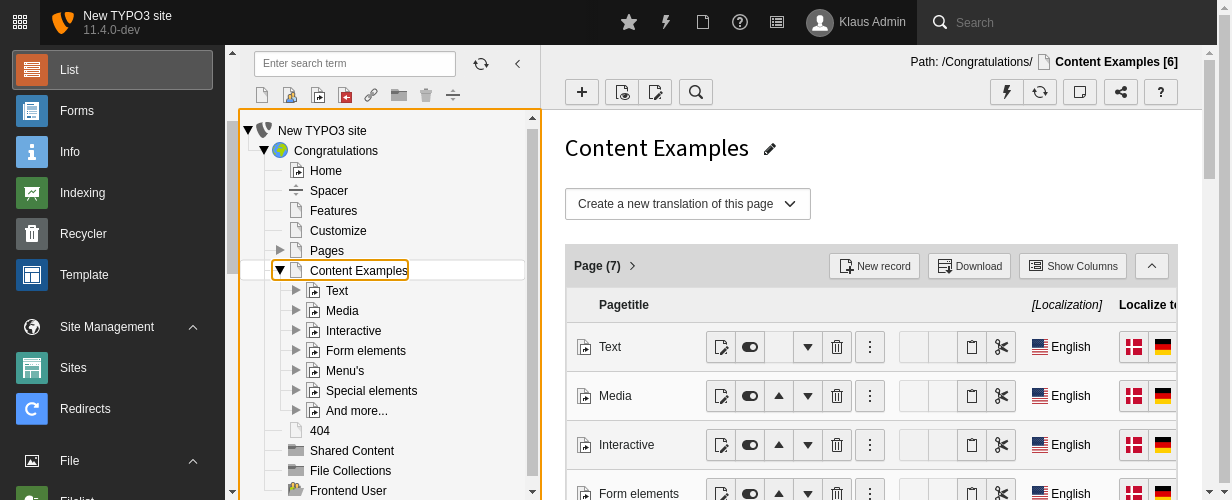 New TYPO3 site
11.4.0-dev
Klaus Admin
Search
List
Forms
Info
Indexing
Recycler
Template
Site Management
Sites
Redirects
File
Filelist
Enter search term
New TYPO3 site
Congratulations
Home
Spacer
Features
Customize
Pages
Content Examples
Text
Media
Interactive
Form elements
Menu's
Special elements
And more...
404
Shared Content
File Collections
Frontend User
Path: /Congratulations/ Content Examples [6]
?
Content Examples
Create a new translation of this page
Page (7)
New record
Download
Show Columns
Pagetitle [Localization] Localize to
Text English
Media English
Interactive English
Form elements English